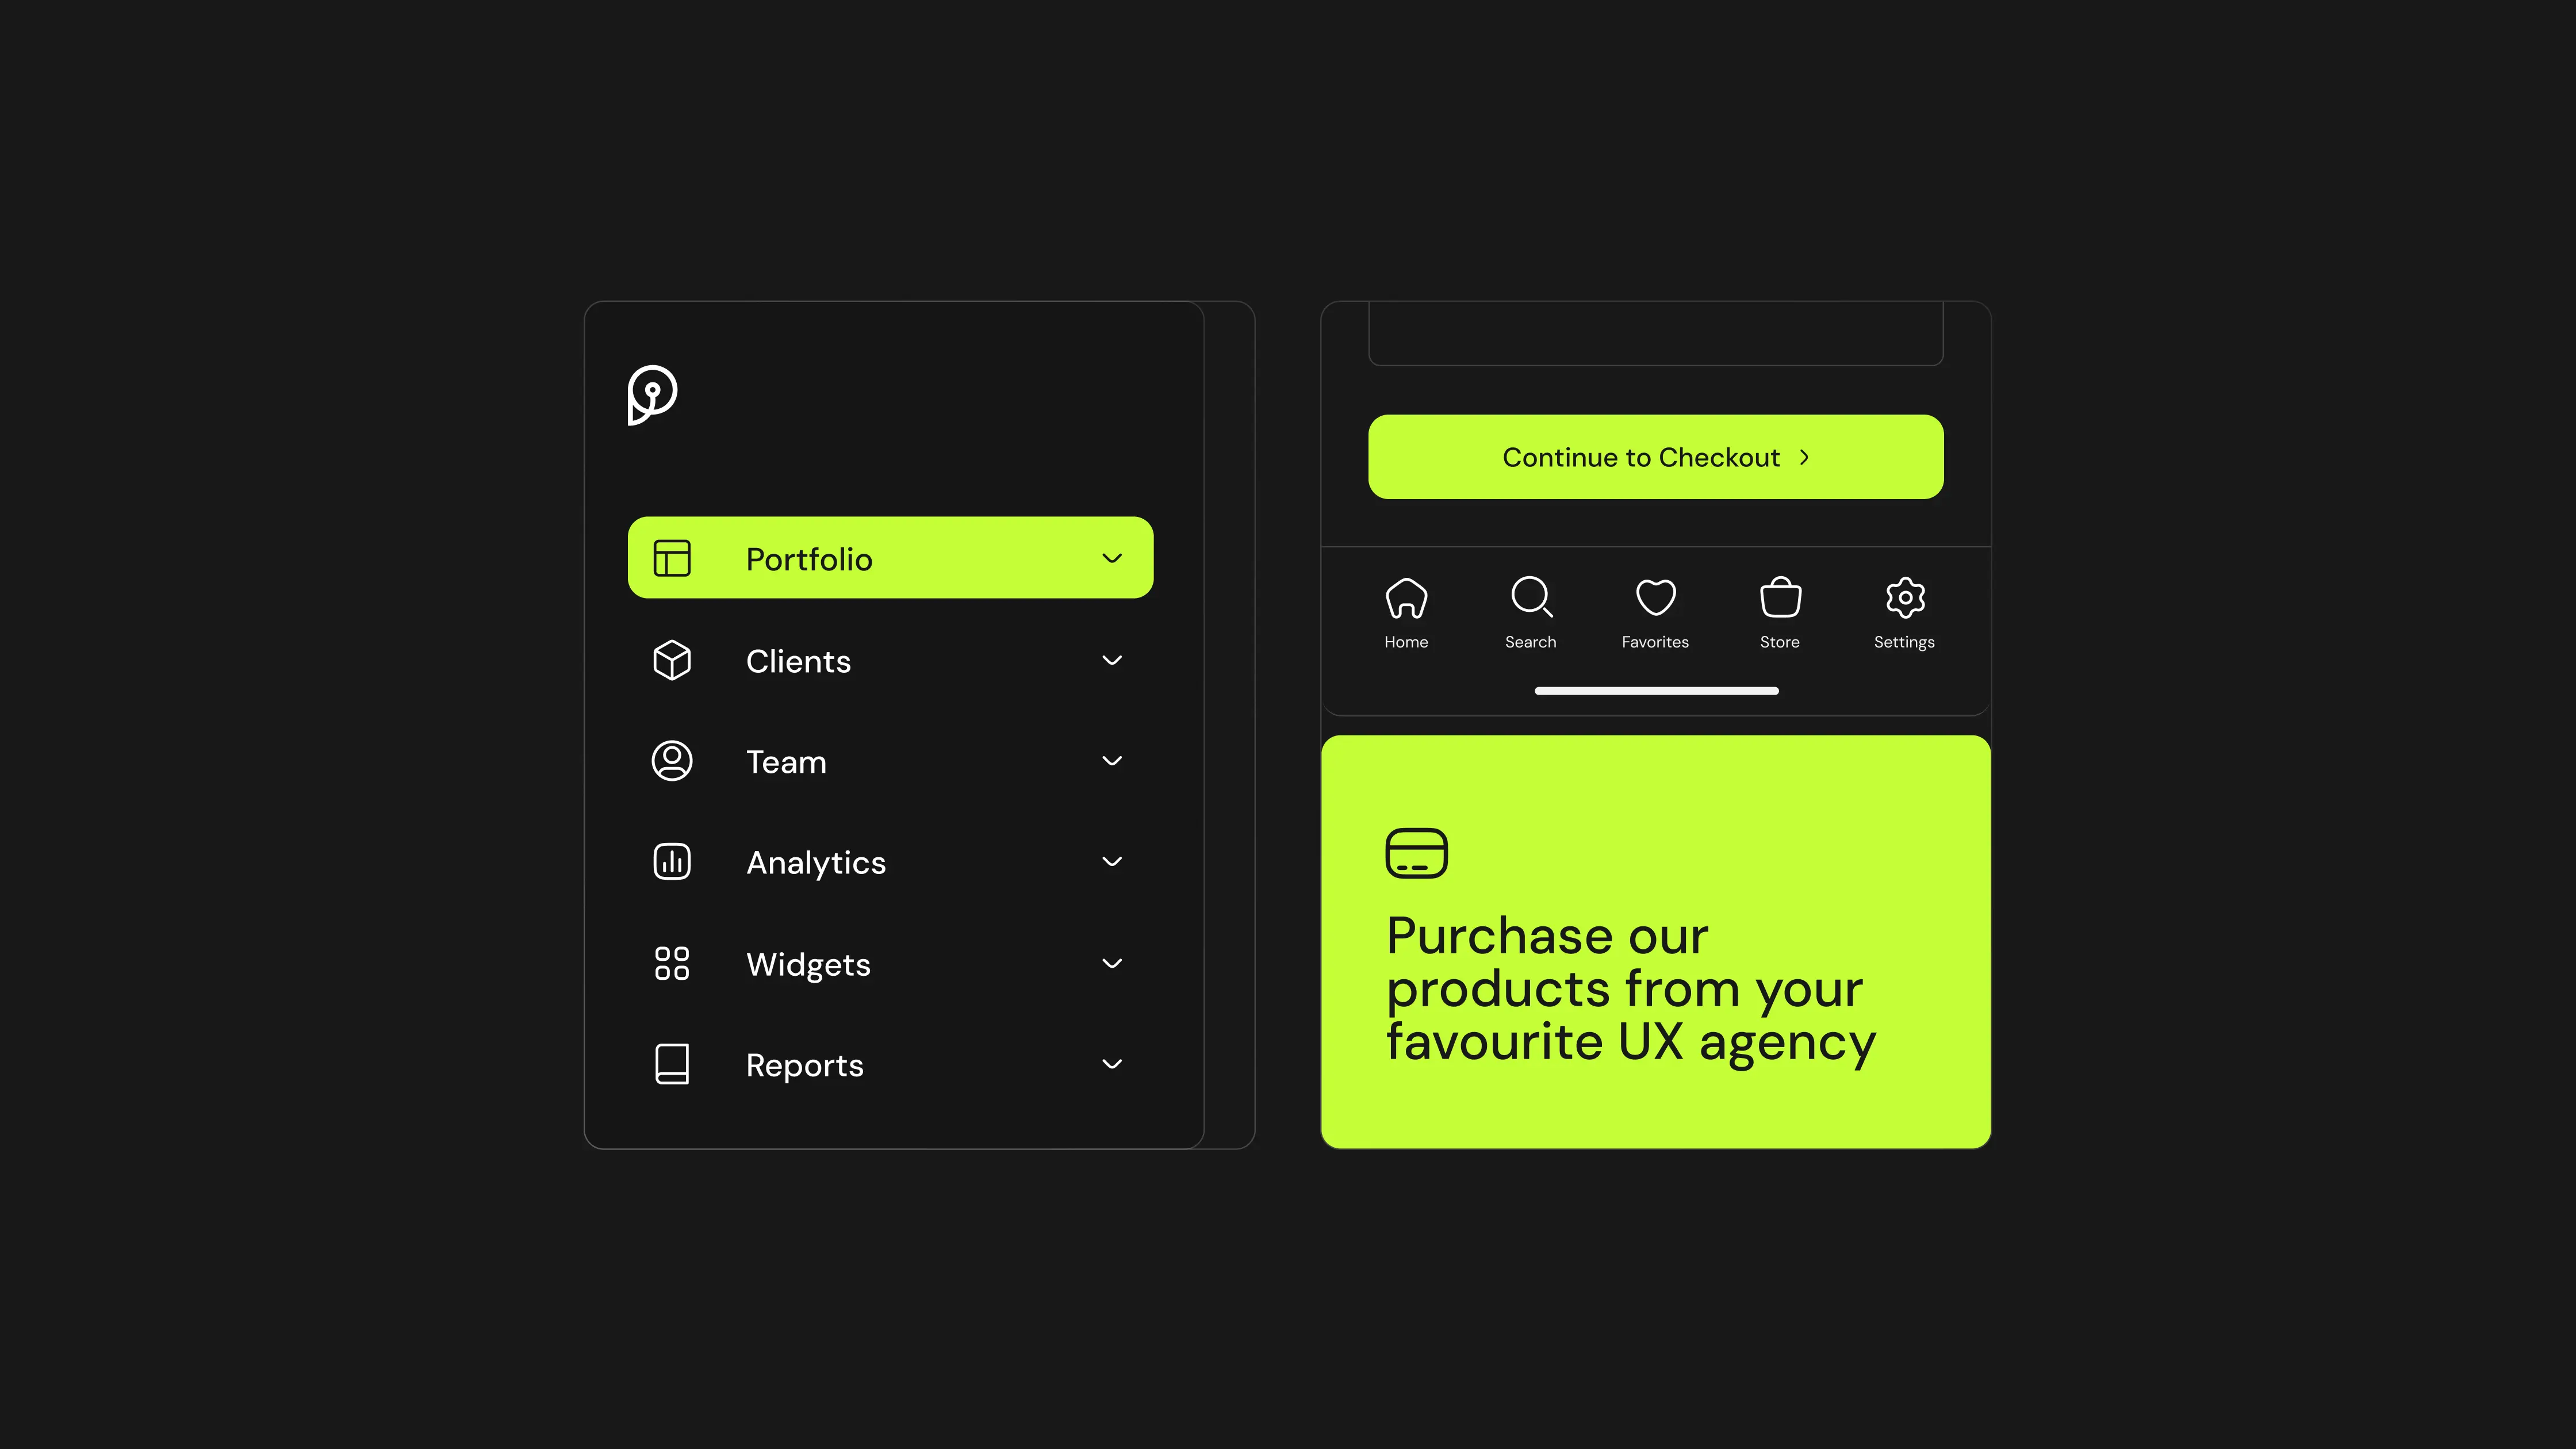 Portfolio
Clients
Team
Analytics
Widgets
Reports
Continue to Checkout
Home
Search
Favorites
Store
Settings
Purchase our
products from your
favourite UX agency